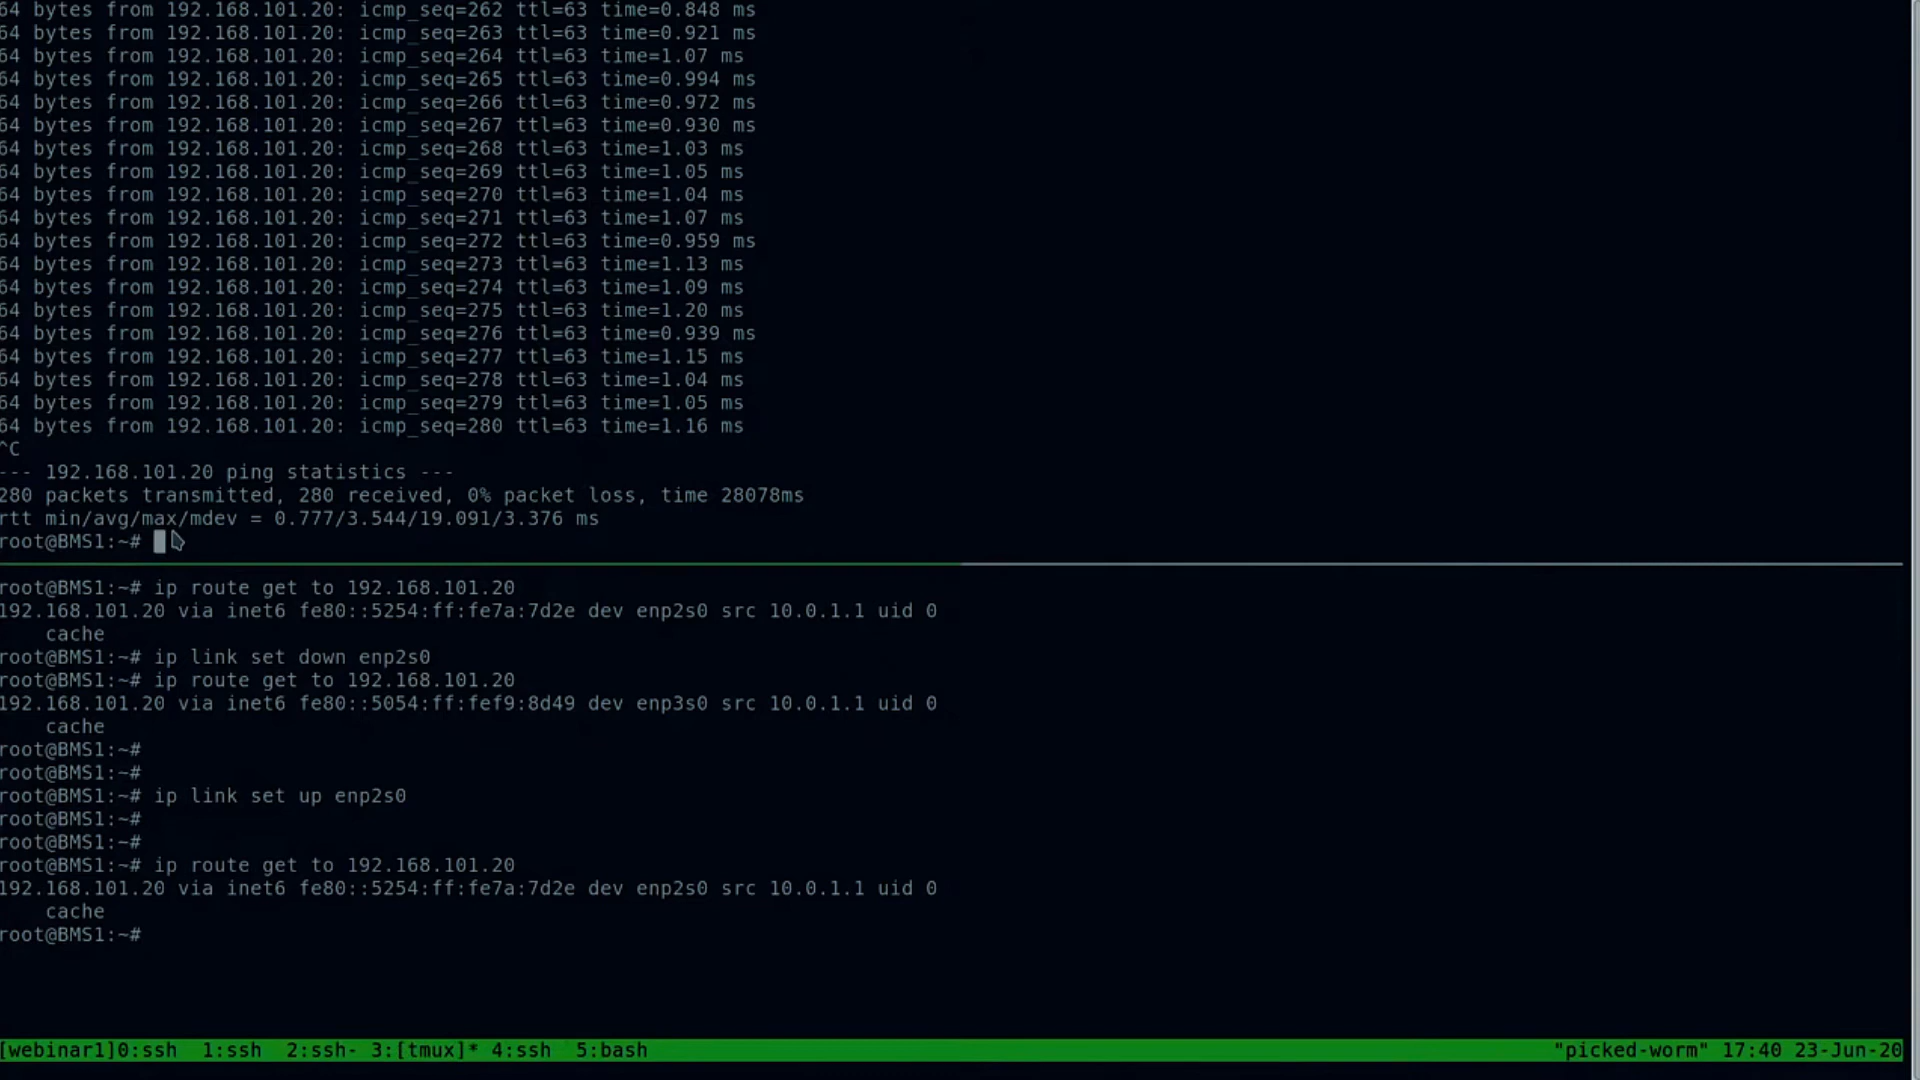 64 bytes from 192.168.101.20: icmp_seq=262 ttl=63 time=0.848 ms
64 bytes from 192.168.101.20: icmp_seq=263 ttl=63 time=0.921 ms
64 bytes from 192.168.101.20: icmp_seq=264 ttl=63 time=1.07 ms
64 bytes from 192.168.101.20: icmp_seq=265 ttl=63 time=0.994 ms
64 bytes from 192.168.101.20: icmp_seq=266 ttl=63 time=0.972 ms
64 bytes from 192.168.101.20: icmp_seq=267 ttl=63 time=0.930 ms
64 bytes from 192.168.101.20: icmp_seq=268 ttl=63 time=1.03 ms
64 bytes from 192.168.101.20: icmp_seq=269 ttl=63 time=1.05 ms
64 bytes from 192.168.101.20: icmp_seq=270 ttl=63 time=1.04 ms
64 bytes from 192.168.101.20: icmp_seq=271 ttl=63 time=1.07 ms
64 bytes from 192.168.101.20: icmp_seq=272 ttl=63 time=0.959 ms
64 bytes from 192.168.101.20: icmp_seq=273 ttl=63 time=1.13 ms
64 bytes from 192.168.101.20: icmp_seq=274 ttl=63 time=1.09 ms
64 bytes from 192.168.101.20: icmp_seq=275 ttl=63 time=1.20 ms
64 bytes from 192.168.101.20: icmp_seq=276 ttl=63 time=0.939 ms
64 bytes from 192.168.101.20: icmp_seq=277 ttl=63 time=1.15 ms
64 bytes from 192.168.101.20: icmp_seq=278 ttl=63 time=1.04 ms
64 bytes from 192.168.101.20: icmp_seq=279 ttl=63 time=1.05 ms
64 bytes from 192.168.101.20: icmp_seq=280 ttl=63 time=1.16 ms
^C
--- 192.168.101.20 ping statistics ---
280 packets transmitted, 280 received, 0% packet loss, time 28078ms
rtt min/avg/max/mdev = 0.777/3.544/19.091/3.376 ms
root@BMS1:~#
root@BMS1:~# ip route get to 192.168.101.20
192.168.101.20 via inet6 fe80::5254:ff:fe7a:7d2e dev enp2s0 src 10.0.1.1 uid 0
cache
root@BMS1:~# ip link set down enp2s0
root@BMS1:~# ip route get to 192.168.101.20
192.168.101.20 via inet6 fe80::5054:ff:fef9:8d49 dev enp3s0 src 10.0.1.1 uid 0
cache
root@BMS1:~#
root@BMS1:~#
root@BMS1:~# ip link set up enp2s0
root@BMS1:~#
root@BMS1:~#
root@BMS1:~# ip route get to 192.168.101.20
192.168.101.20 via inet6 fe80::5254:ff:fe7a:7d2e dev enp2s0 src 10.0.1.1 uid 0
cache
root@BMS1:~#
[webinar1]0:ssh 1:ssh 2:ssh- 3:[tmux]* 4:ssh 5:bash "picked-worm" 17:40 23-Jun-20